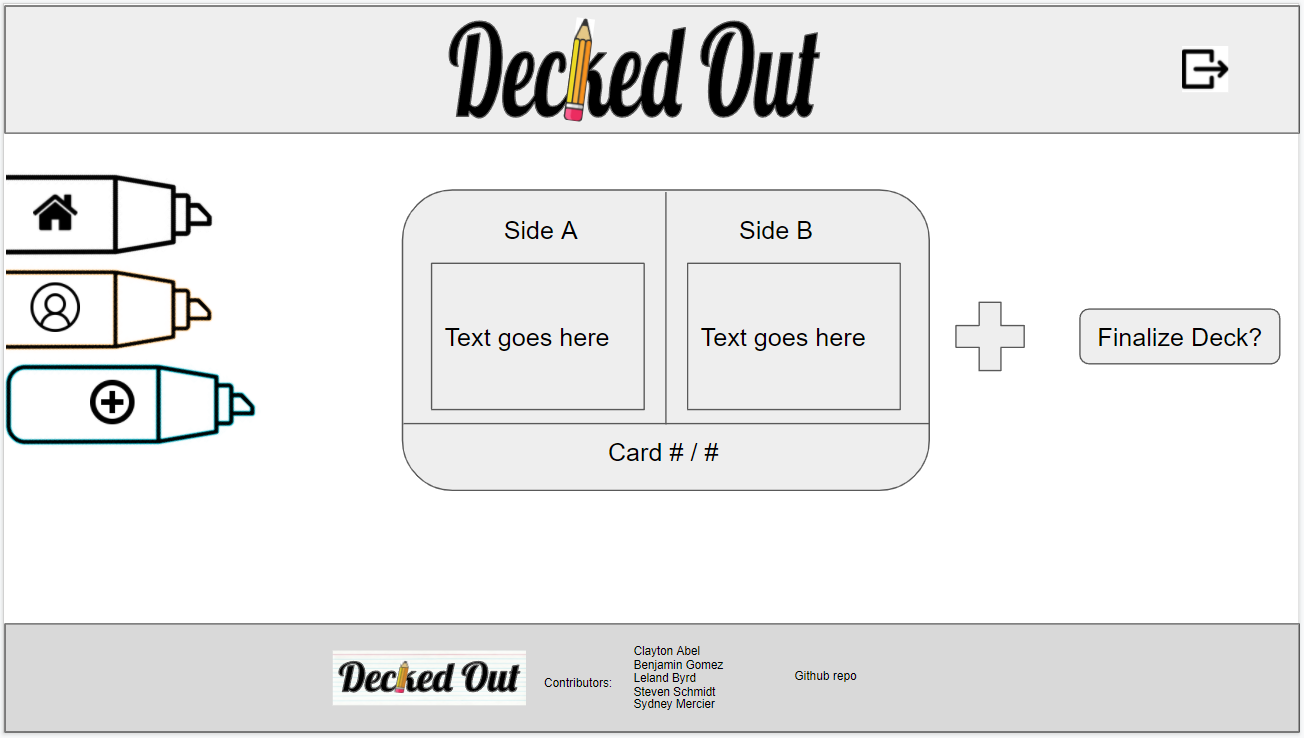 Decked Out
Side A
Side B
Text goes here
Text goes here
Finalize Deck?
Card # / #
Decked Out
Contributors:
Clayton Abel
Benjamin Gomez
Leland Byrd
Steven Schmidt
Sydney Mercier
Github repo